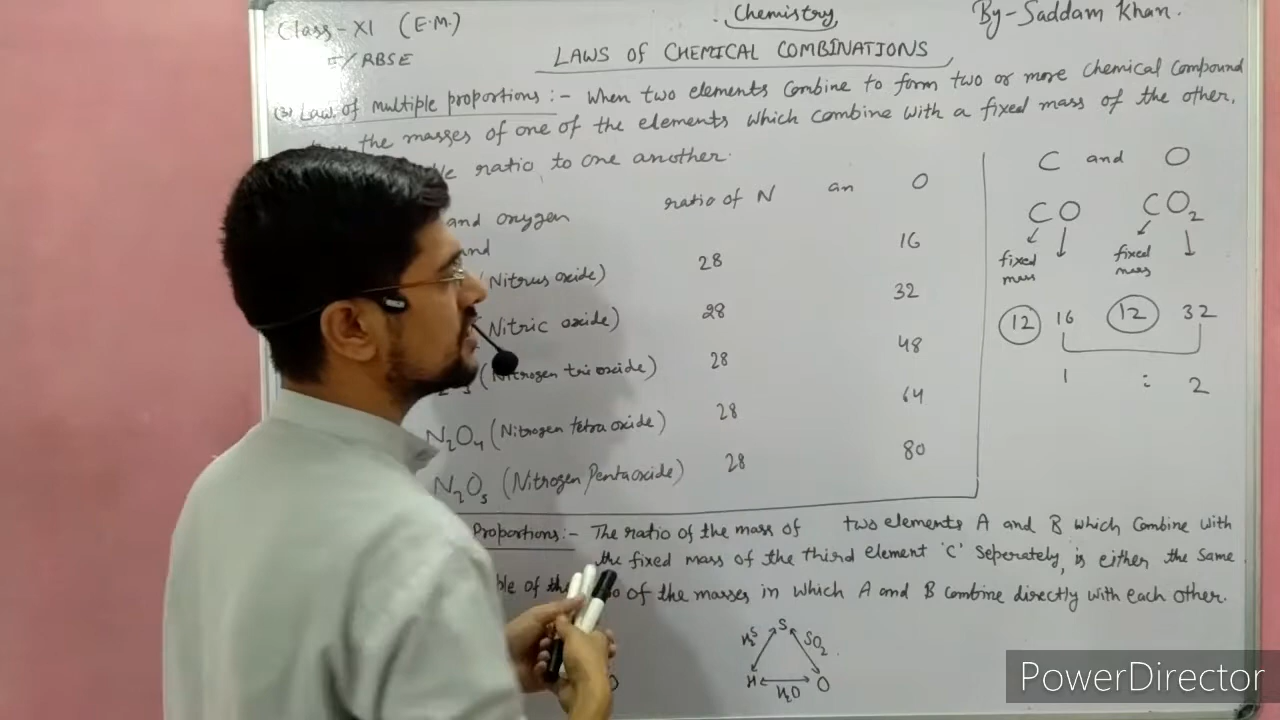 Class-XI (E.M.)
Chemistry
By-Saddam Khan.
RBSE
LAWS OF CHEMICAL COMBINATIONS
(3) Law of multiple proportions :- When two elements combine to form two or more chemical compound
the masses of one of the elements which combine with a fixed mass of the other,
ratio, to one another.
and oxygen ratio of N an O
and
(Nitrus oxide) 28 16
(Nitric oxide) 28 32
(Nitrogen trioxide) 28 48
N2O4 (Nitrogen tetra oxide) 28 64
N2O5 (Nitrogen Pentaoxide) 28 80
C and O
CO CO2
fixed mass fixed mass
12 16 12 32
1 : 2
Proportions:- The ratio of the mass of two elements A and B which combine with
the fixed mass of the third element 'C' seperately, is either the same
of the masses in which A and B combine directly with each other.
S
H2S SO2
H H2O O
PowerDirector